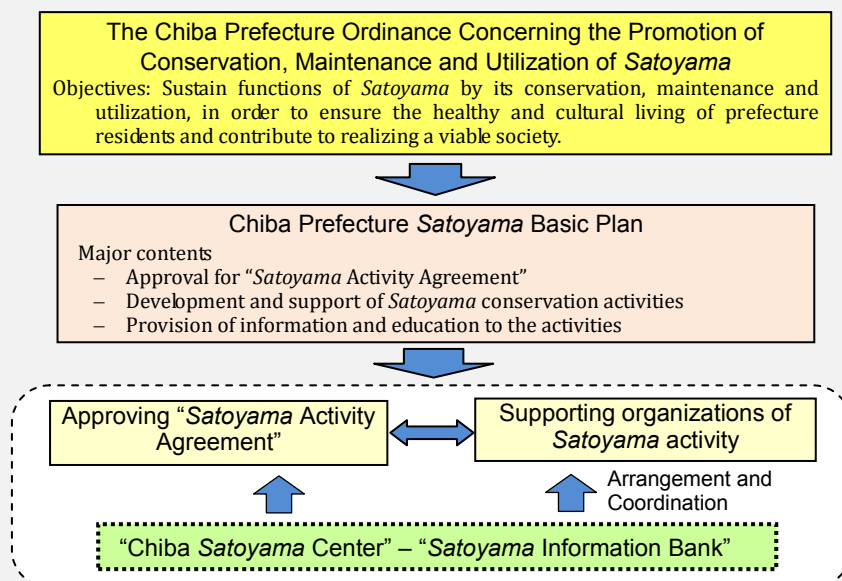 The Chiba Prefecture Ordinance Concerning the Promotion of
Conservation, Maintenance and Utilization of Satoyama
Objectives: Sustain functions of Satoyama by its conservation, maintenance and
utilization, in order to ensure the healthy and cultural living of prefecture
residents and contribute to realizing a viable society.
Chiba Prefecture Satoyama Basic Plan
Major contents
– Approval for “Satoyama Activity Agreement”
– Development and support of Satoyama conservation activities
– Provision of information and education to the activities
Approving “Satoyama Activity
Agreement”
Supporting organizations of
Satoyama activity
Arrangement and
Coordination
“Chiba Satoyama Center” – “Satoyama Information Bank”